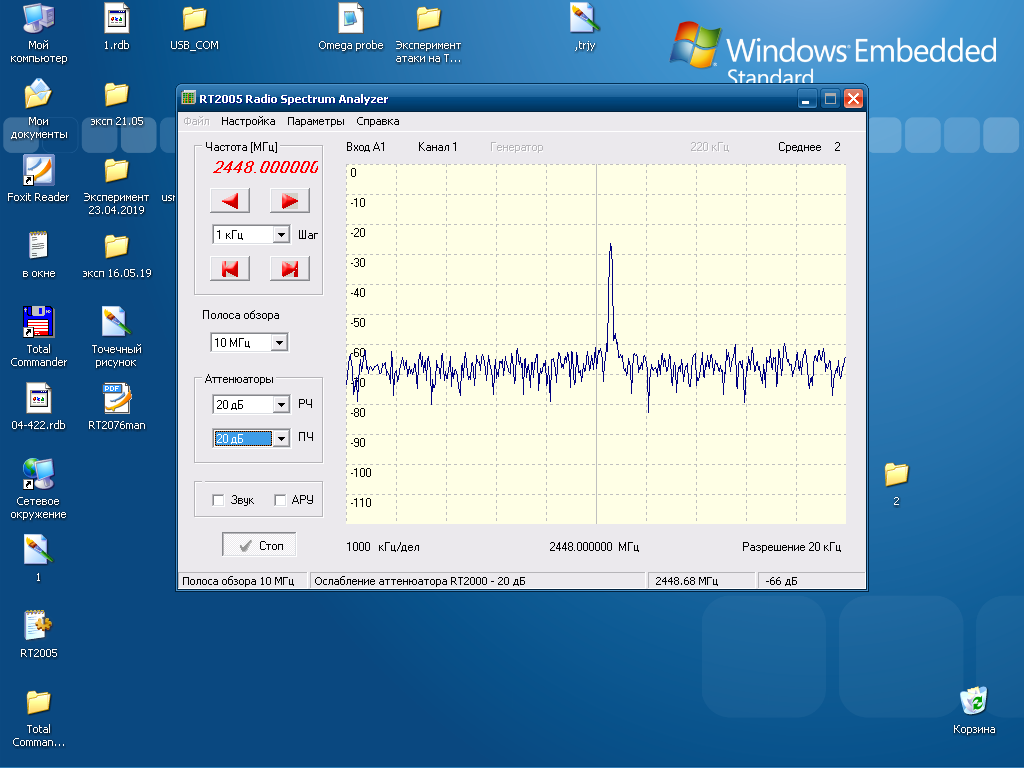 Мой
компьютер
1.rdb
USB_COM
Omega probe
Эксперимент
атаки на Т...
,trjy
Windows Embedded
Standard
Мои
документы
эксп 21.05
Foxit Reader
Эксперимент
23.04.2019
usr
в окне
эксп 16.05.19
Total
Commander
Точечный
рисунок
04-422.rdb
RT2076man
Сетевое
окружение
1
RT2005
Total
Comman...
2
Корзина
RT2005 Radio Spectrum Analyzer
Файл Настройка Параметры Справка
Частота [МГц]
2448.000000
1 кГц Шаг
Полоса обзора
10 МГц
Аттенюаторы
20 дБ РЧ
20 дБ ПЧ
Звук АРУ
Стоп
Вход А1 Канал 1 Генератор 220 кГц Среднее 2
0
-10
-20
-30
-40
-50
-60
-70
-80
-90
-100
-110
1000 кГц/дел 2448.000000 МГц Разрешение 20 кГц
Полоса обзора 10 МГц Ослабление аттенюатора RT2000 - 20 дБ 2448.68 МГц -66 дБ